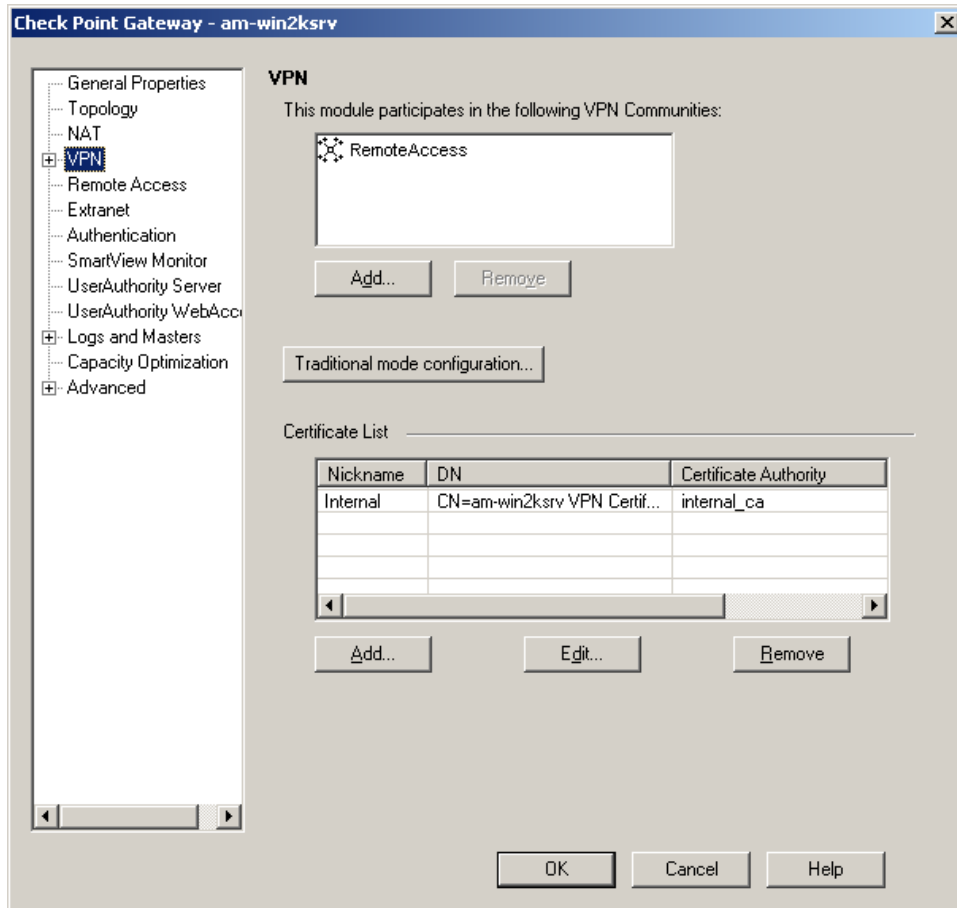 Check Point Gateway - am-win2ksrv
General Properties
Topology
NAT
VPN
Remote Access
Extranet
Authentication
SmartView Monitor
UserAuthority Server
UserAuthority WebAcc
Logs and Masters
Capacity Optimization
Advanced
VPN
This module participates in the following VPN Communities:
RemoteAccess
Add... Remove
Traditional mode configuration...
Certificate List
Nickname DN Certificate Authority
Internal CN=am-win2ksrv VPN Certif... internal_ca
Add... Edit... Remove
OK Cancel Help